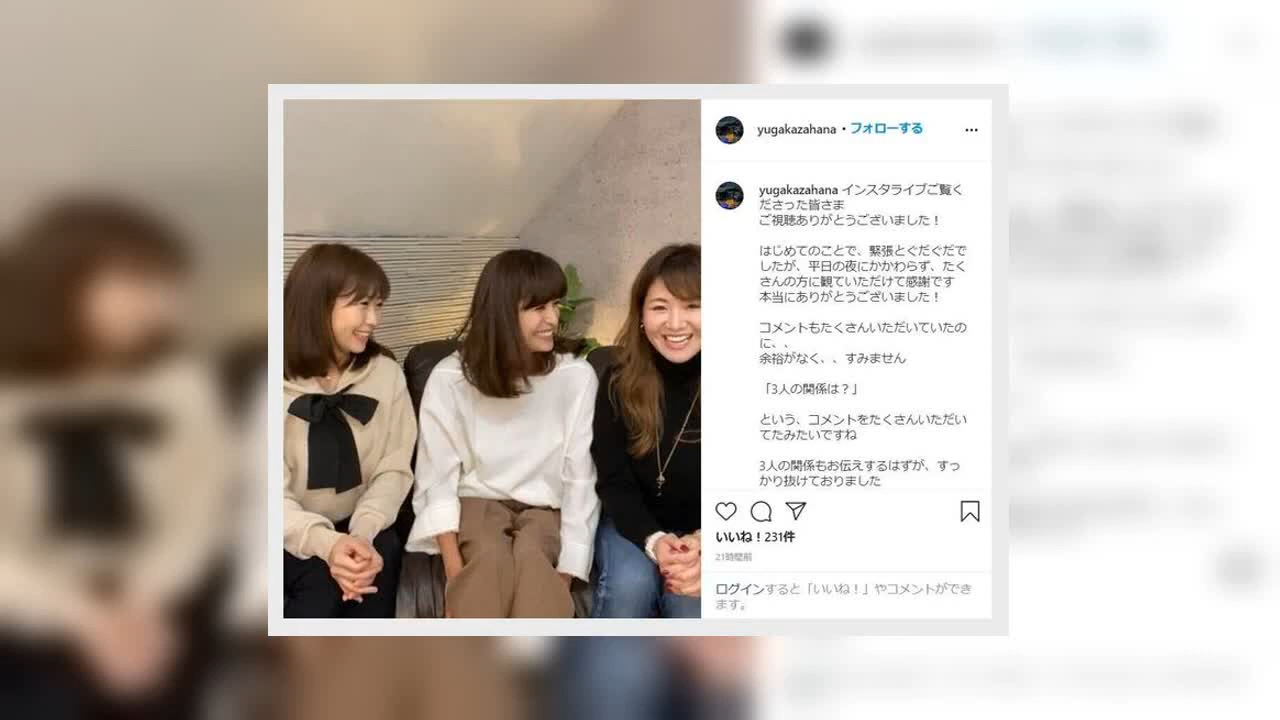 yugakazahana • フォローする
yugakazahana インスタライブご覧く
ださった皆さま
ご視聴ありがとうございました！
はじめてのことで、緊張とぐだぐだで
したが、平日の夜にかかわらず、たく
さんの方に観ていただけて感謝です
本当にありがとうございました！
コメントもたくさんいただいていたの
に、、
余裕がなく、、すみません
「3人の関係は？」
という、コメントをたくさんいただい
てたみたいですね
3人の関係もお伝えするはずが、すっ
かり抜けておりました
いいね！231件
21時間前
ログインすると「いいね！」やコメントができ
ます。